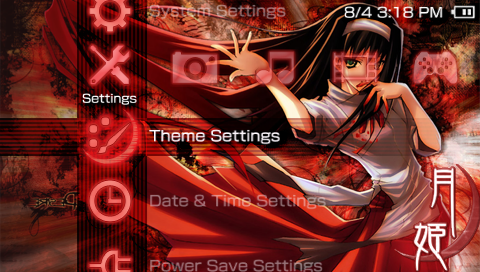 System Settings
8/4 3:18 PM
Settings
Theme Settings
Date & Time Settings
Power Save Settings
月姫